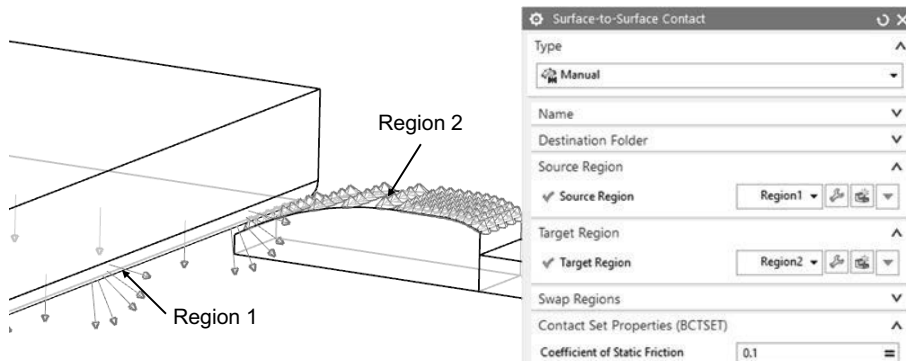 Region 2
Region 1
Surface-to-Surface Contact
Type
Manual
Name
Destination Folder
Source Region
Source Region Region1
Target Region
Target Region Region2
Swap Regions
Contact Set Properties (BCTSET)
Coefficient of Static Friction 0.1 =